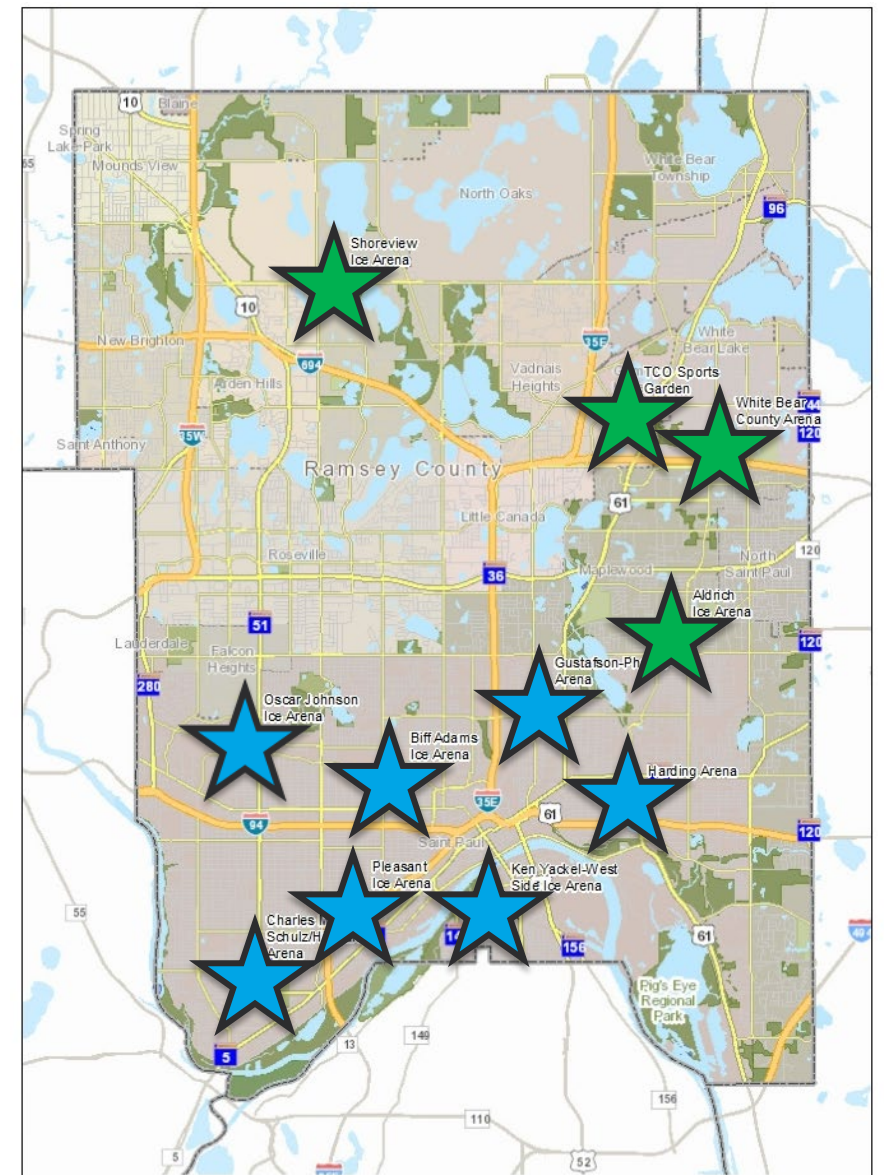 10
Blaine
Spring
Lake Park
Mounds View
White Bear
Township
North Oaks
96
Shoreview
Ice Arena
10
35E
New Brighton
694
White
Bear Lake
TCO Sports
Garden
Vadnais
Heights
Arden Hills
White Bear
County Arena
120
35W
Saint Anthony
Ramsey County
61
Little Canada
Roseville
36
Maplewood
North
Saint Paul
120
Aldrich
Ice Arena
51
Lauderdale
Falcon
Heights
120
Gustafson-Ph
Arena
280
Oscar Johnson
Ice Arena
Biff Adams
Ice Arena
Harding Arena
35E
94
61
120
Saint Paul
Pleasant
Ice Arena
Ken Yackel-West
Side Ice Arena
55
Charles
Schulz/H
Arena
156
61
Pig's Eye
Regional
Park
149
13
5
156
110
5
52